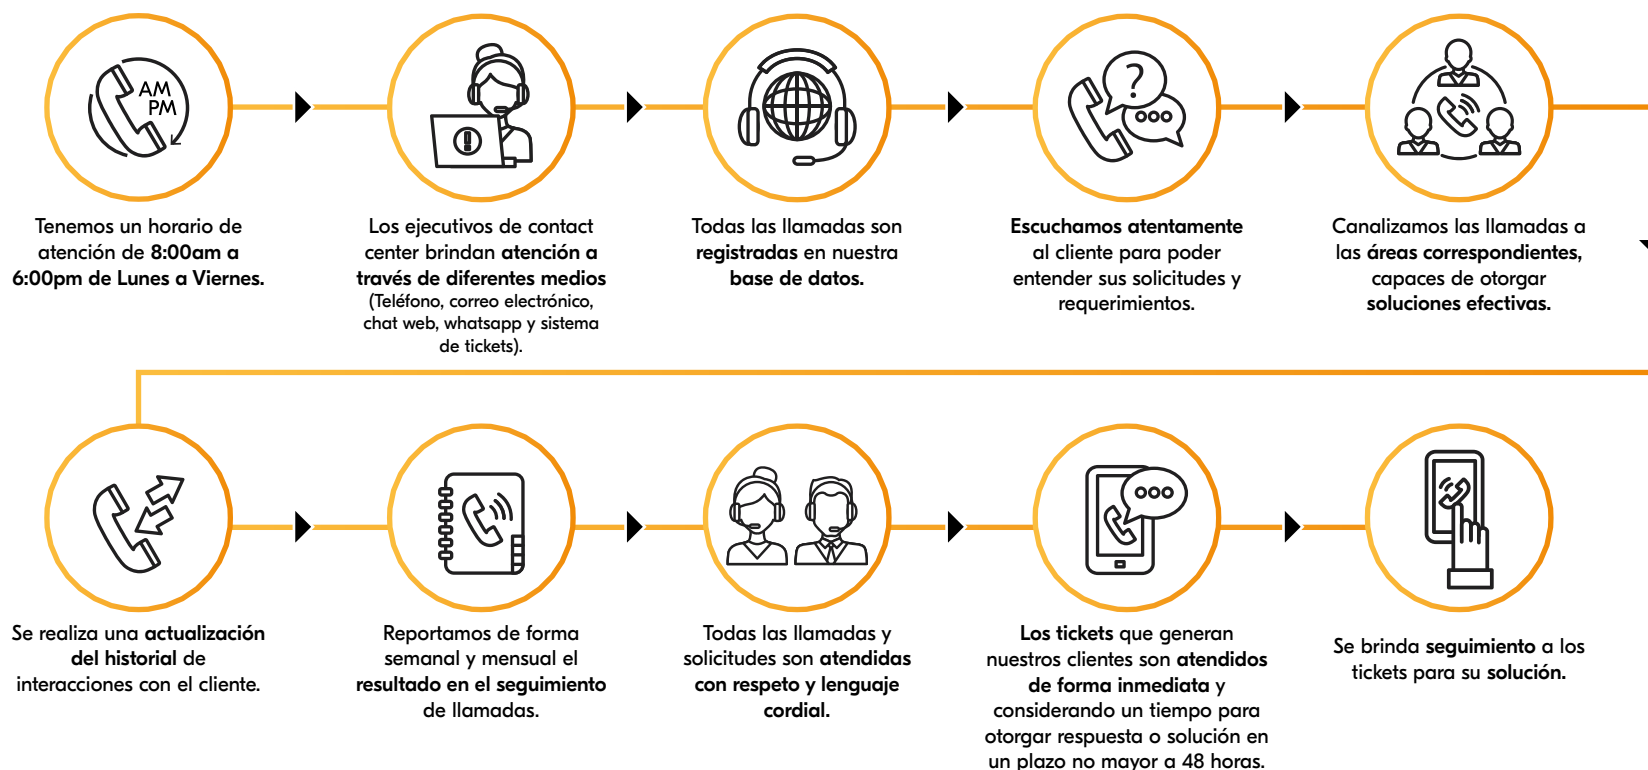 AM
PM
?
Tenemos un horario de
atención de 8:00am a
6:00pm de Lunes a Viernes.
Los ejecutivos de contact
center brindan atención a
través de diferentes medios
(Teléfono, correo electrónico,
chat web, whatsapp y sistema
de tickets).
Todas las llamadas son
registradas en nuestra
base de datos.
Escuchamos atentamente
al cliente para poder
entender sus solicitudes y
requerimientos.
Canalizamos las llamadas a
las áreas correspondientes,
capaces de otorgar
soluciones efectivas.
Se realiza una actualización
del historial de
interacciones con el cliente.
Reportamos de forma
semanal y mensual el
resultado en el seguimiento
de llamadas.
Todas las llamadas y
solicitudes son atendidas
con respeto y lenguaje
cordial.
Los tickets que generan
nuestros clientes son atendidos
de forma inmediata y
considerando un tiempo para
otorgar respuesta o solución en
un plazo no mayor a 48 horas.
Se brinda seguimiento a los
tickets para su solución.